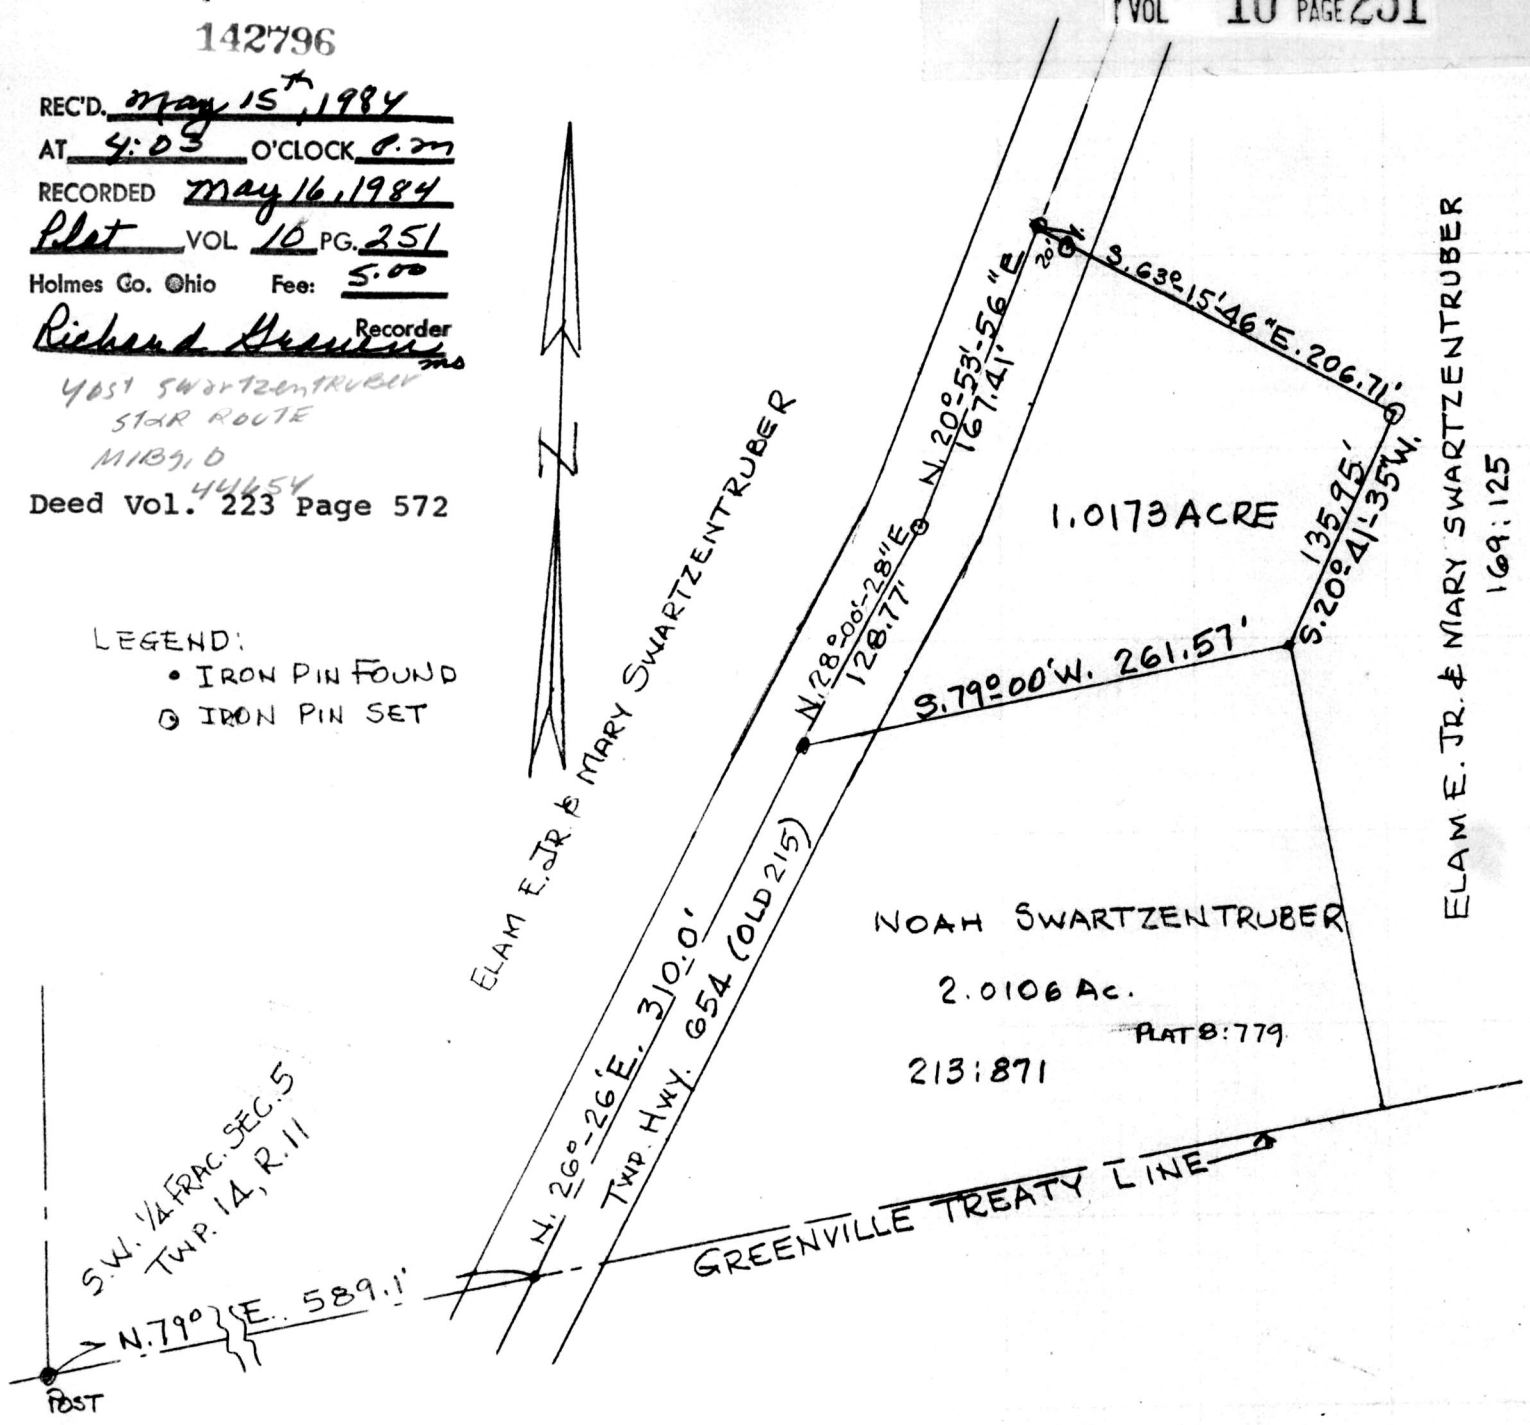 VOL 10 PAGE 251
142796
REC'D. May 15th, 1984
AT 4:03 O'CLOCK P.m
RECORDED May 16, 1984
Plat VOL 10 PG. 251
Holmes Co. Ohio Fee: 5.00
Richard
Recorder
ms
Yost Swartzentruber
STAR ROUTE
44654
Deed Vol. 223 Page 572
LEGEND:
• IRON PIN FOUND
⊙ IRON PIN SET
N
ELAM E. JR. & MARY SWARTZENTRUBER
20'
S. 63°-15'-46"E. 206.71'
N. 20°-53'-56"E
167.41'
1.0173 ACRE
135.95'
S. 20°-41'-35"W.
ELAM E. JR. & MARY SWARTZENTRUBER
169:125
N. 28°-00'-28"E
128.77'
S. 79°00'W. 261.57'
N. 26°-26'E. 310.0'
TWP. HWY. 654 (OLD 215)
NOAH SWARTZENTRUBER
2.0106 Ac.
PLAT 8:779
213:871
S.W. 1/4 FRAC. SEC. 5
TWP. 14, R. 11
GREENVILLE TREATY LINE
N. 79° E. 589.1'
POST